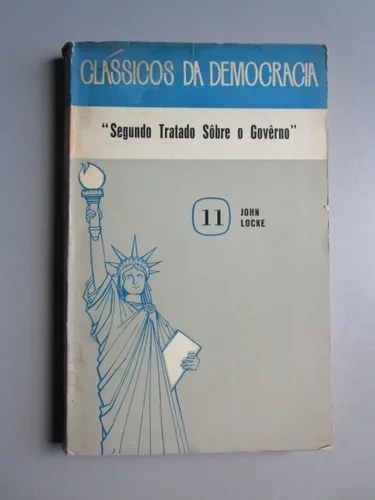 CLÁSSICOS DA DEMOCRACIA
“Segundo Tratado Sôbre o Govêrno”
11
JOHN
LOCKE